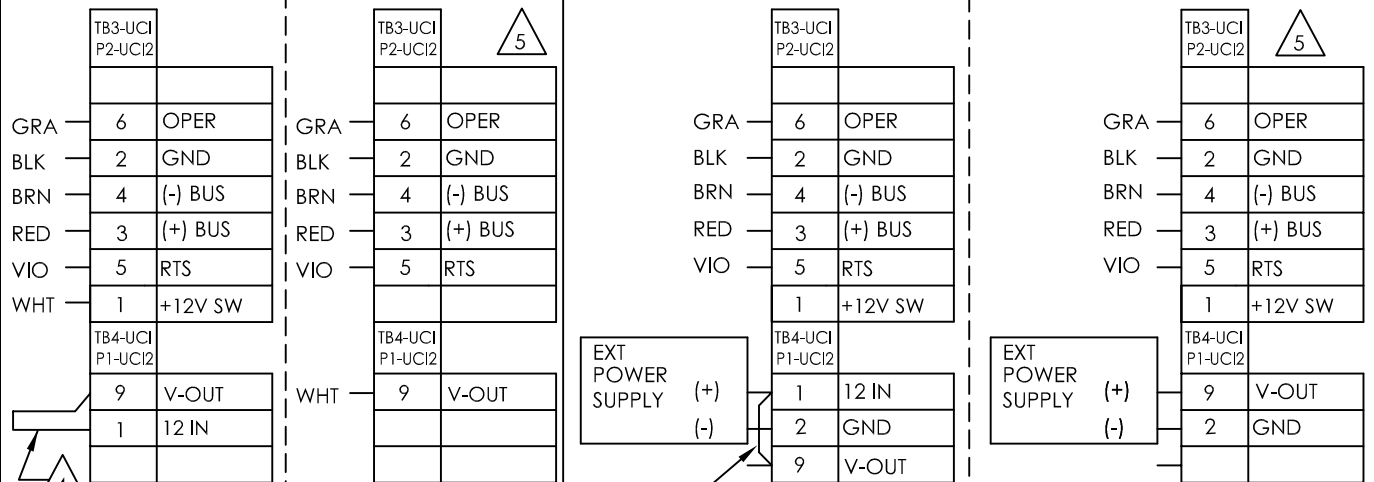 TB3-UCI
P2-UCI2
GRA 6 OPER
BLK 2 GND
BRN 4 (-) BUS
RED 3 (+) BUS
VIO 5 RTS
WHT 1 +12V SW
TB4-UCI
P1-UCI2
9 V-OUT
1 12 IN
TB3-UCI
P2-UCI2
5
GRA 6 OPER
BLK 2 GND
BRN 4 (-) BUS
RED 3 (+) BUS
VIO 5 RTS
TB4-UCI
P1-UCI2
WHT 9 V-OUT
TB3-UCI
P2-UCI2
GRA 6 OPER
BLK 2 GND
BRN 4 (-) BUS
RED 3 (+) BUS
VIO 5 RTS
1 +12V SW
TB4-UCI
P1-UCI2
EXT
POWER
SUPPLY (+)
(-)
1 12 IN
2 GND
9 V-OUT
TB3-UCI
P2-UCI2
5
GRA 6 OPER
BLK 2 GND
BRN 4 (-) BUS
RED 3 (+) BUS
VIO 5 RTS
1 +12V SW
TB4-UCI
P1-UCI2
EXT
POWER
SUPPLY (+)
(-)
9 V-OUT
2 GND